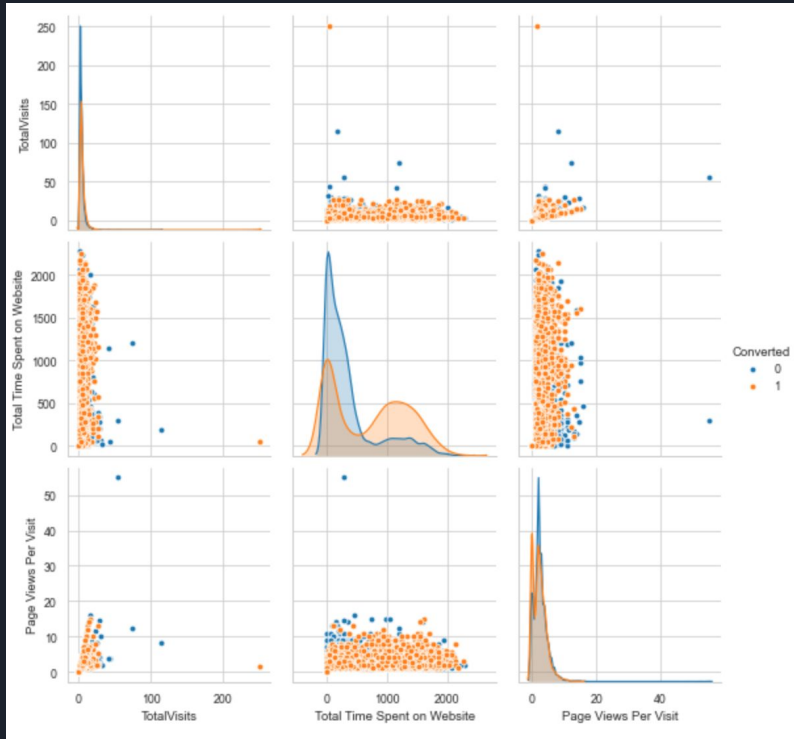 250
200
150
100
50
0
TotalVisits
2000
1500
1000
500
0
Total Time Spent on Website
Converted
0
1
50
40
30
20
10
0
Page Views Per Visit
0 100 200
0 1000 2000
0 20 40
TotalVisits
Total Time Spent on Website
Page Views Per Visit